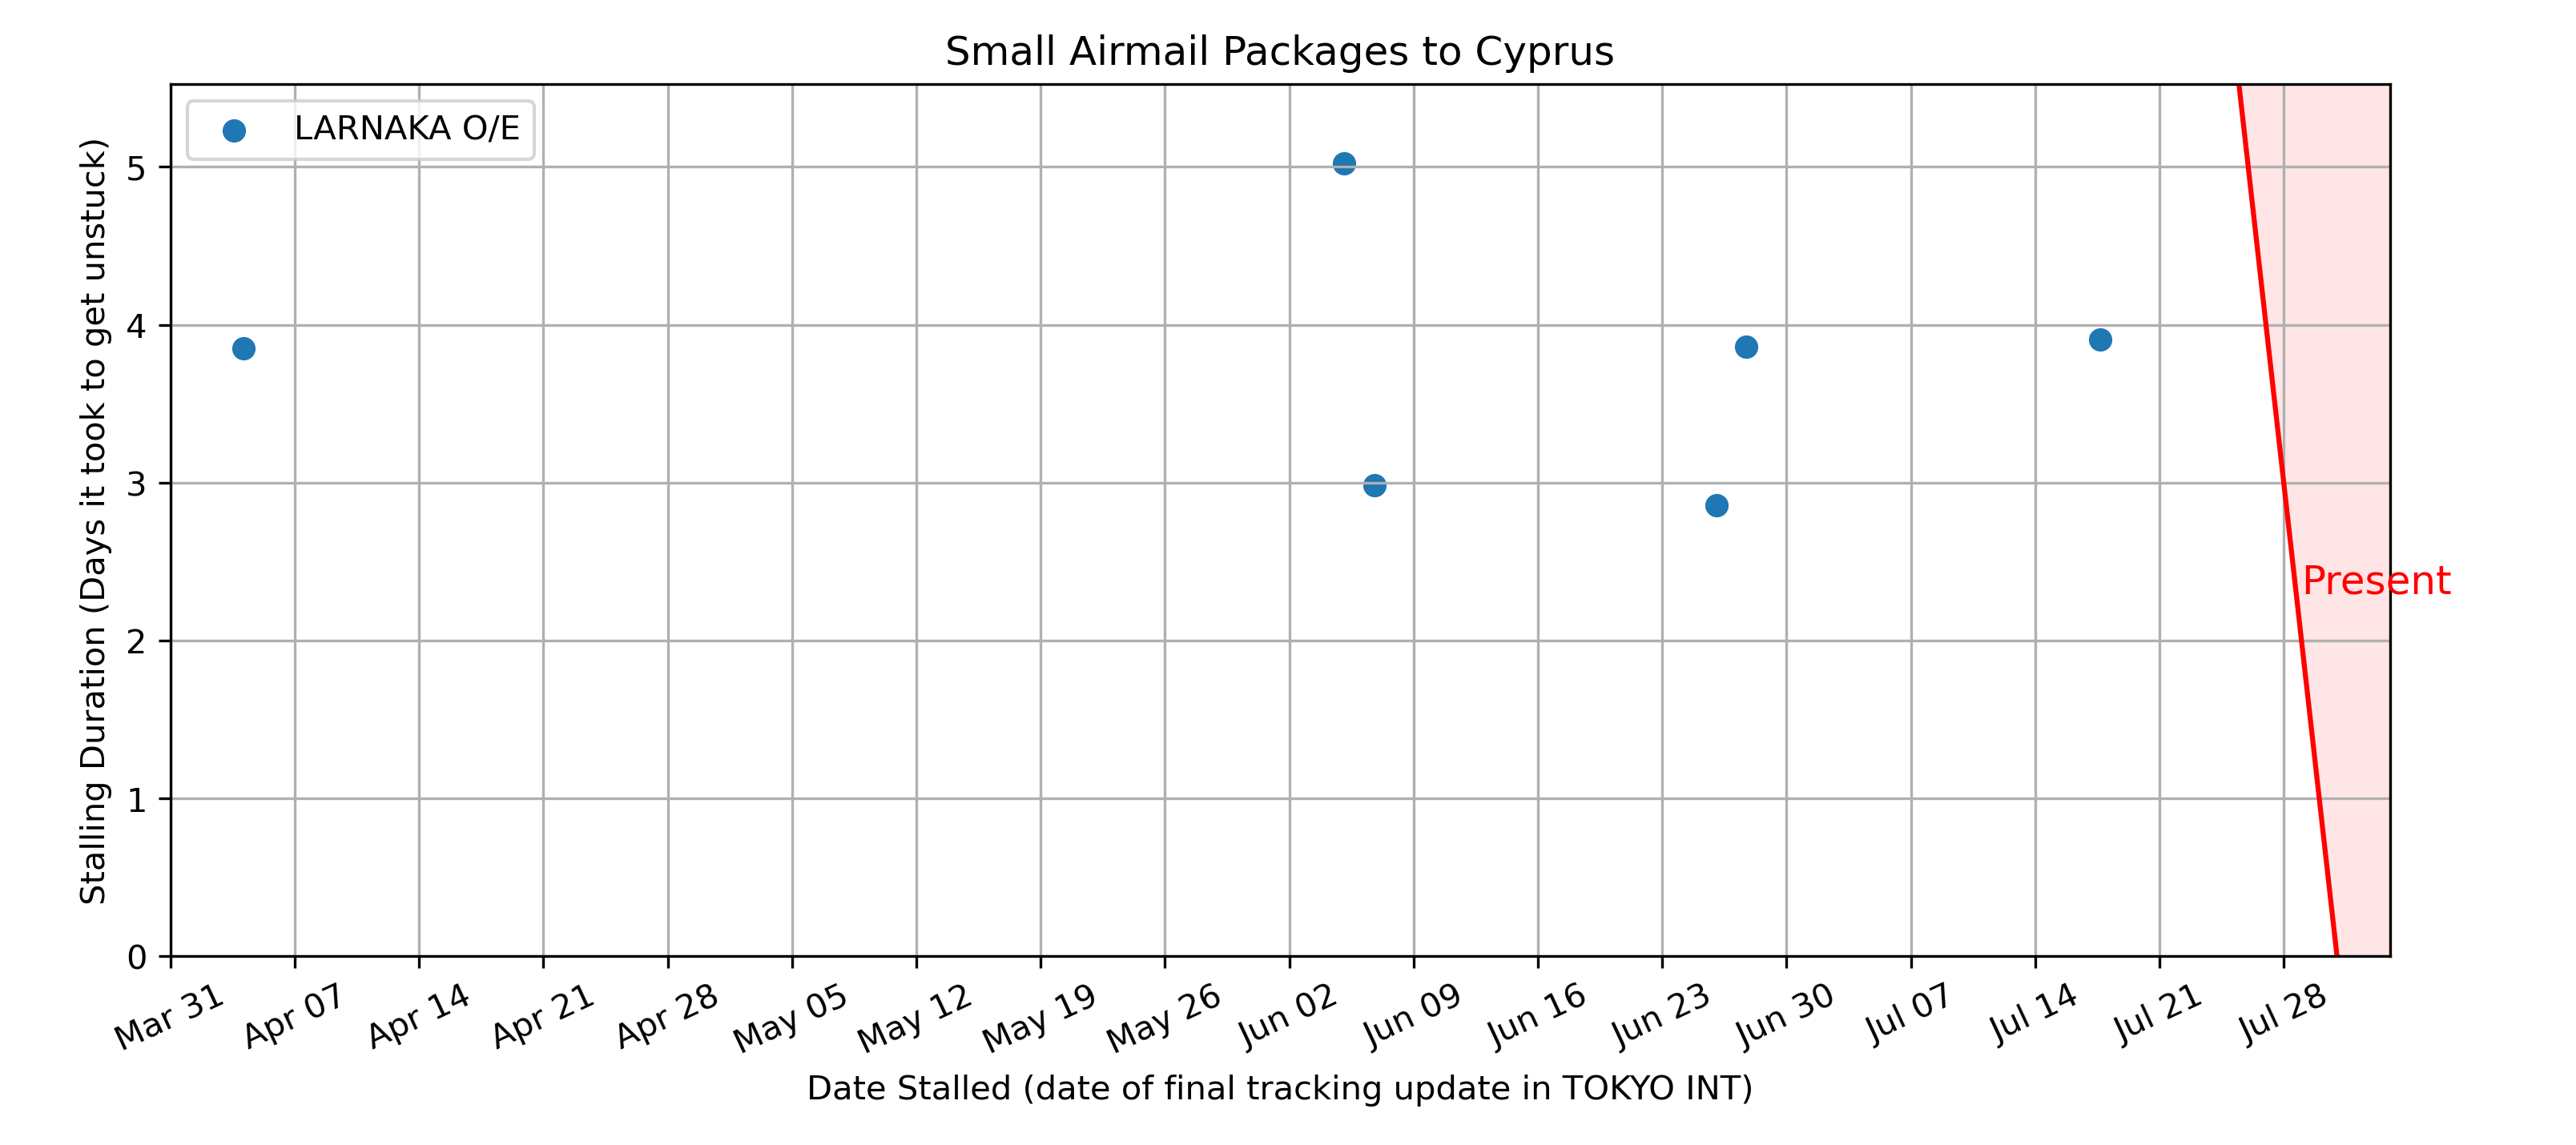 Small Airmail Packages to Cyprus
LARNAKA O/E
Stalling Duration (Days it took to get unstuck)
5
4
3
2
1
0
Present
Mar 31
Apr 07
Apr 14
Apr 21
Apr 28
May 05
May 12
May 19
May 26
Jun 02
Jun 09
Jun 16
Jun 23
Jun 30
Jul 07
Jul 14
Jul 21
Jul 28
Date Stalled (date of final tracking update in TOKYO INT)